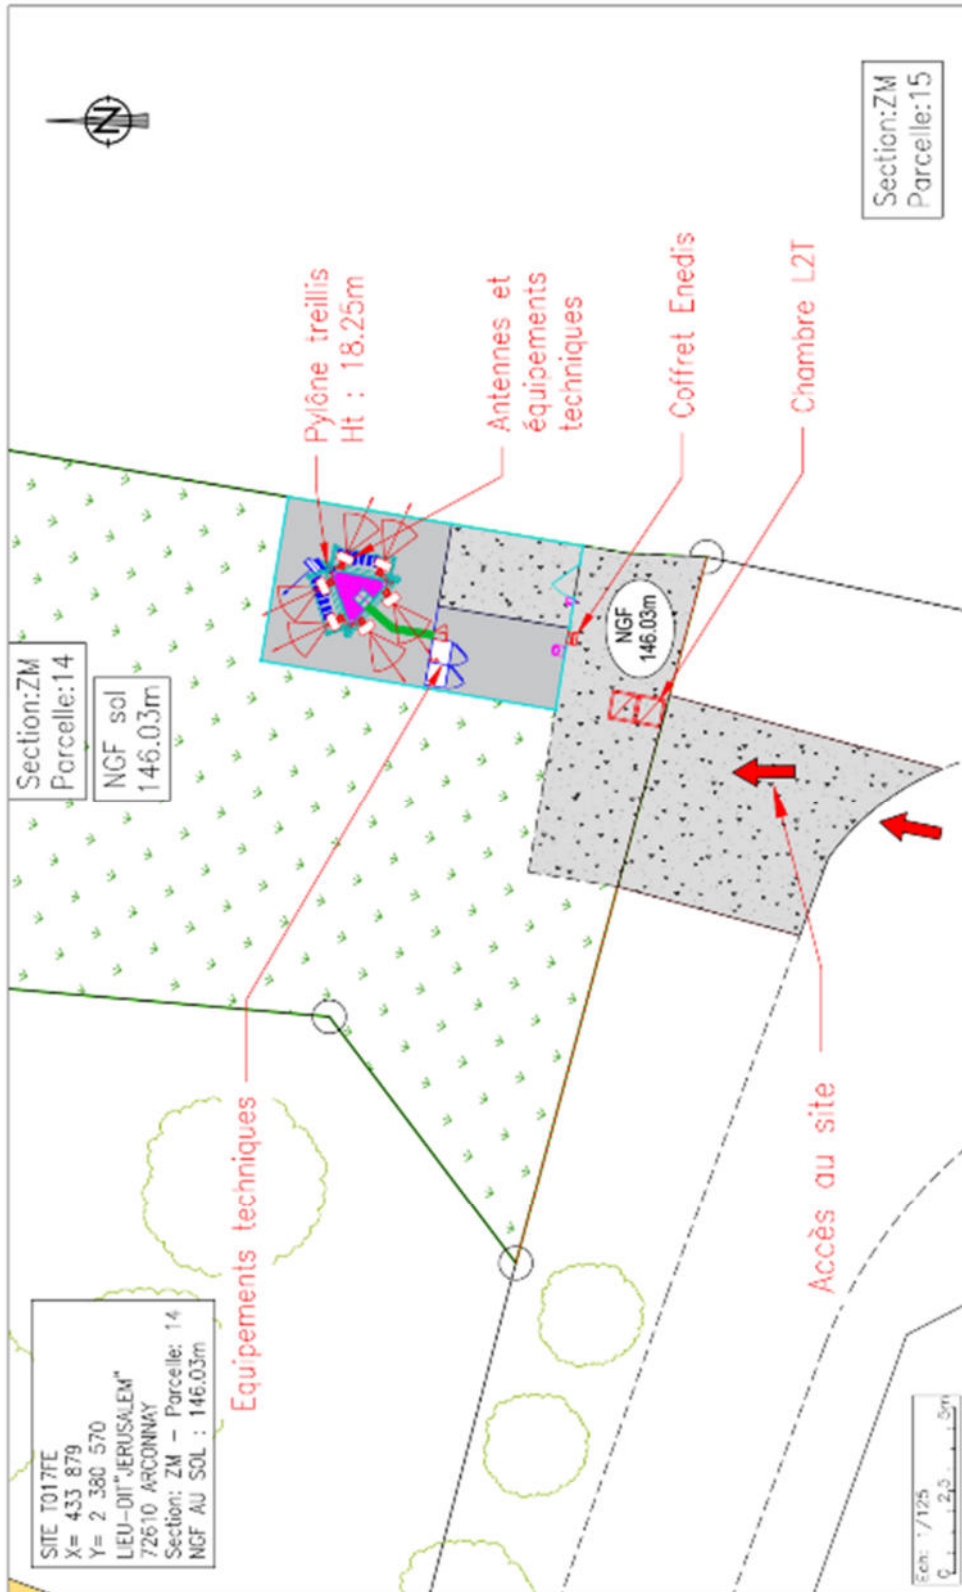 SITE T017FE
X= 433 879
Y= 2 380 570
LIEU-DIT"JERUSALEM"
72610 ARCONNAY
Section: ZM - Parcelle: 14
NGF AU SOL : 146.03m
Section:ZM
Parcelle:14
NGF sol
146.03m
N
Pylône treillis
Ht : 18.25m
Antennes et
équipements
techniques
Coffret Enedis
Chambre L2T
Section:ZM
Parcelle:15
NGF
146.03m
Equipements techniques
Accès au site
Ech: 1/125
0 2,5 5m